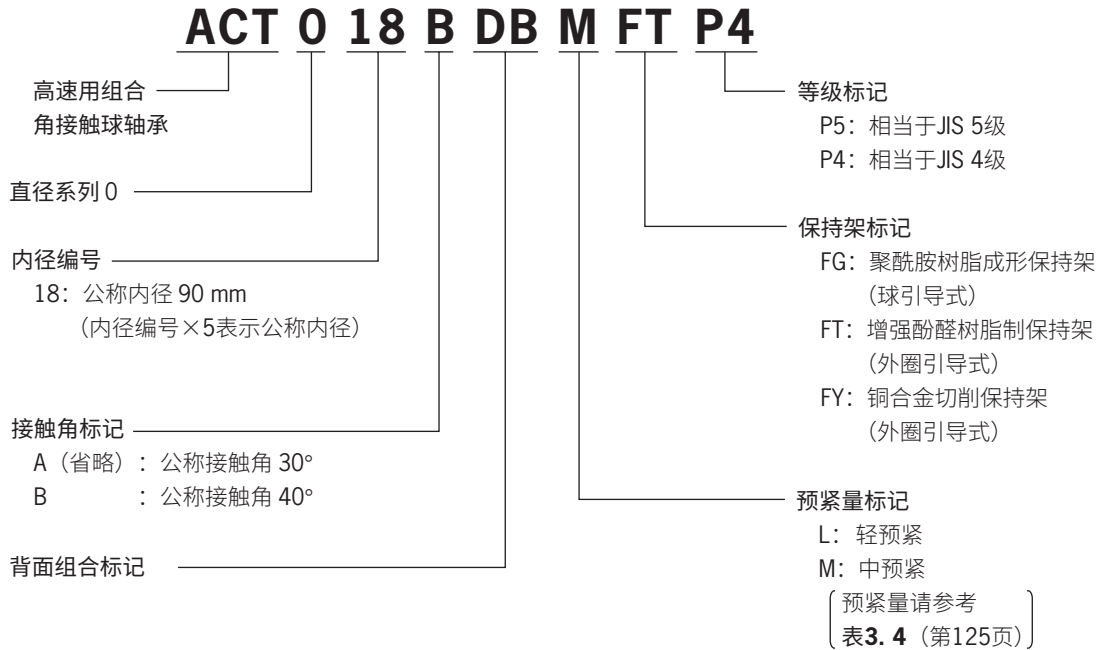 ACT 0 18 B DB M FT P4
高速用组合
角接触球轴承
直径系列 0
内径编号
18：公称内径 90 mm
（内径编号×5表示公称内径）
接触角标记
A（省略）：公称接触角 30°
B ：公称接触角 40°
背面组合标记
等级标记
P5：相当于JIS 5级
P4：相当于JIS 4级
保持架标记
FG：聚酰胺树脂成形保持架
（球引导式）
FT：增强酚醛树脂制保持架
（外圈引导式）
FY：铜合金切削保持架
（外圈引导式）
预紧量标记
L：轻预紧
M：中预紧
预紧量请参考
表3. 4（第125页）